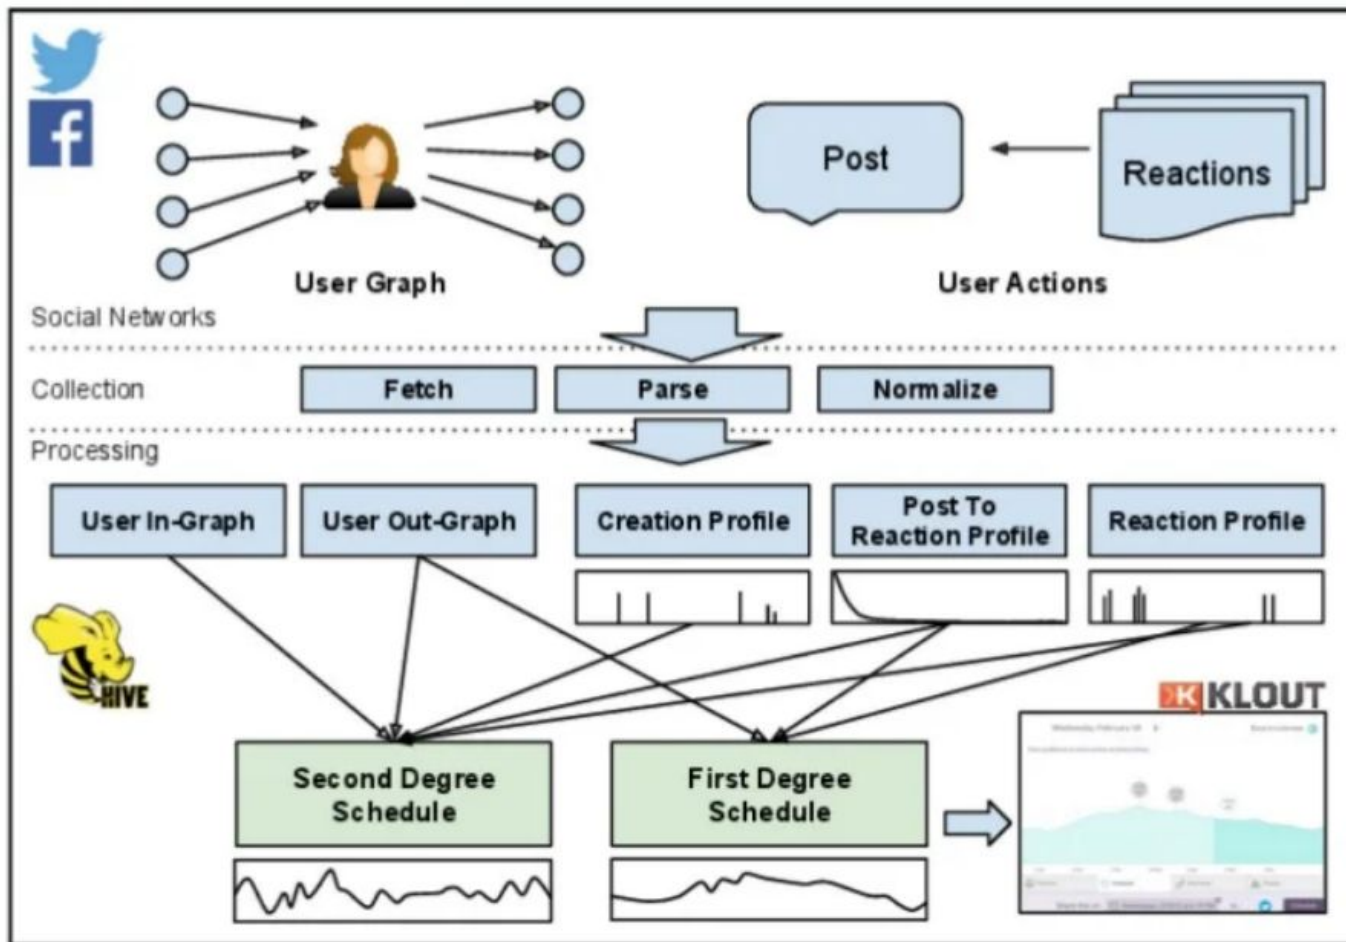 Post
Reactions
User Graph
User Actions
Social Networks
Collection
Fetch
Parse
Normalize
Processing
User In-Graph
User Out-Graph
Creation Profile
Post To
Reaction Profile
Reaction Profile
HIVE
KLOUT
Second Degree
Schedule
First Degree
Schedule